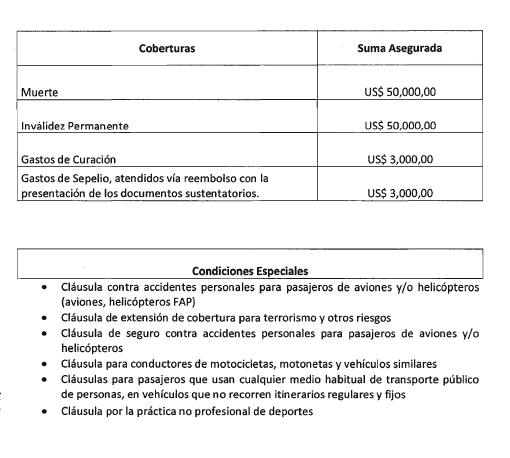 Coberturas Suma Asegurada
Muerte US$ 50,000,00
Inválidez Permanente US$ 50,000,00
Gastos de Curación US$ 3,000,00
Gastos de Sepelio, atendidos vía reembolso con la
presentación de los documentos sustentatorios. US$ 3,000,00
Condiciones Especiales
• Cláusula contra accidentes personales para pasajeros de aviones y/o helicópteros
(aviones, helicópteros FAP)
• Cláusula de extensión de cobertura para terrorismo y otros riesgos
• Cláusula de seguro contra accidentes personales para pasajeros de aviones y/o
helicópteros
• Cláusula para conductores de motocicletas, motonetas y vehículos similares
• Cláusulas para pasajeros que usan cualquier medio habitual de transporte público
de personas, en vehículos que no recorren itinerarios regulares y fijos
• Cláusula por la práctica no profesional de deportes